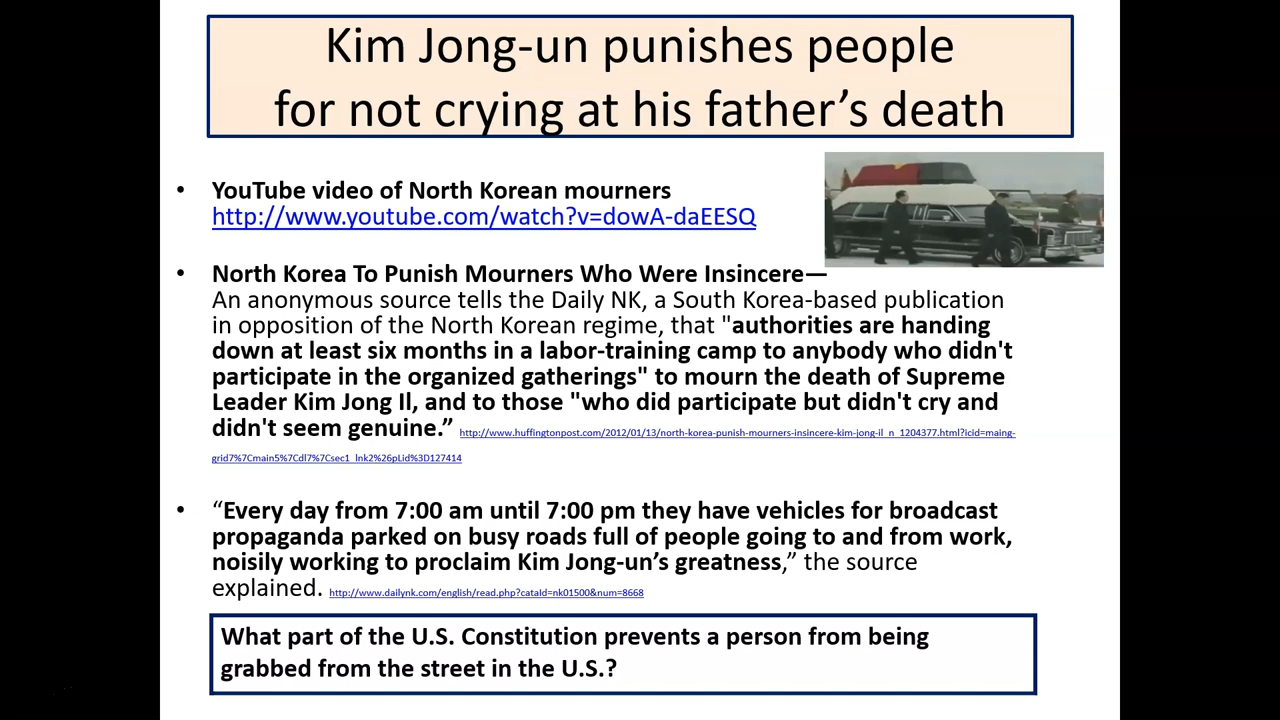 Kim Jong-un punishes people
for not crying at his father’s death
• YouTube video of North Korean mourners
http://www.youtube.com/watch?v=dowA-daEESQ
• North Korea To Punish Mourners Who Were Insincere—
An anonymous source tells the Daily NK, a South Korea-based publication
in opposition of the North Korean regime, that "authorities are handing
down at least six months in a labor-training camp to anybody who didn't
participate in the organized gatherings" to mourn the death of Supreme
Leader Kim Jong Il, and to those "who did participate but didn't cry and
didn't seem genuine.” http://www.huffingtonpost.com/2012/01/13/north-korea-punish-mourners-insincere-kim-jong-il_n_1204377.html?icid=maing-
grid7%7Cmain5%7Cdl7%7Csec1_lnk2%26pLid%3D127414
• “Every day from 7:00 am until 7:00 pm they have vehicles for broadcast
propaganda parked on busy roads full of people going to and from work,
noisily working to proclaim Kim Jong-un’s greatness,” the source
explained. http://www.dailynk.com/english/read.php?cataId=nk01500&num=8668
What part of the U.S. Constitution prevents a person from being
grabbed from the street in the U.S.?